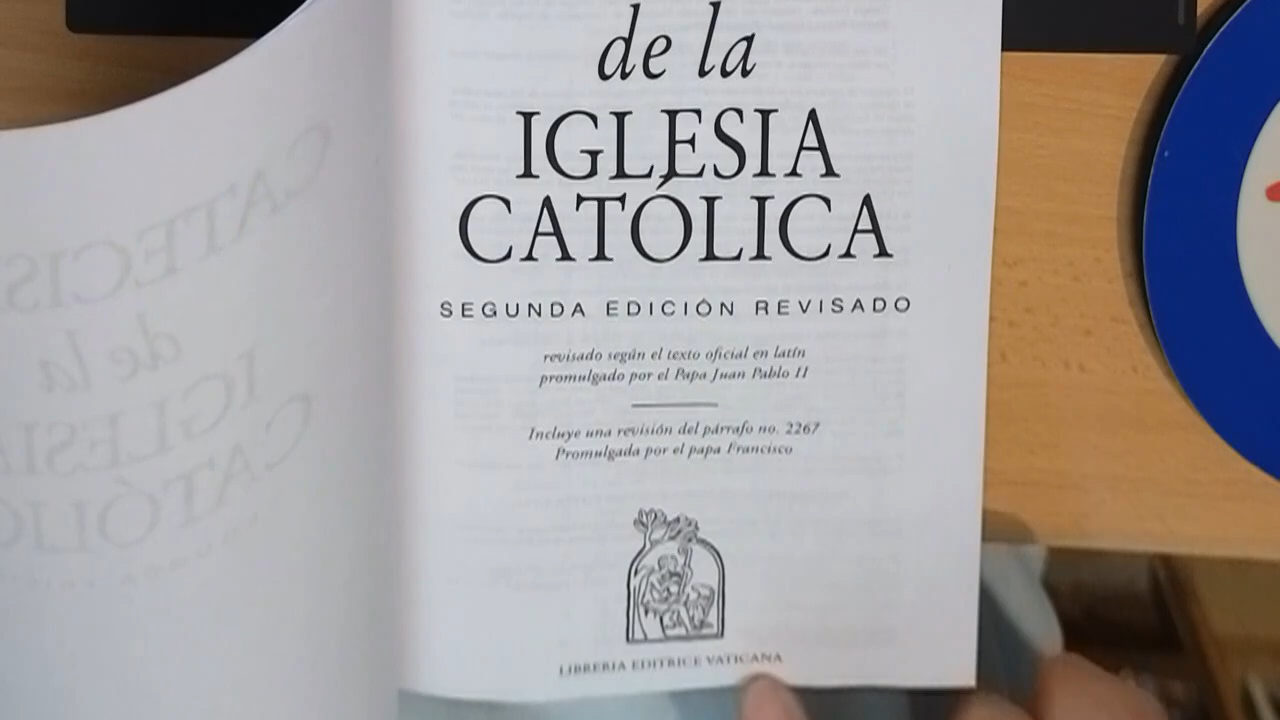 de la
IGLESIA
CATÓLICA
SEGUNDA EDICIÓN REVISADO
revisado según el texto oficial en latín
promulgado por el Papa Juan Pablo II
Incluye una revisión del párrafo no. 2267
Promulgada por el papa Francisco
LIBRERIA EDITRICE VATICANA